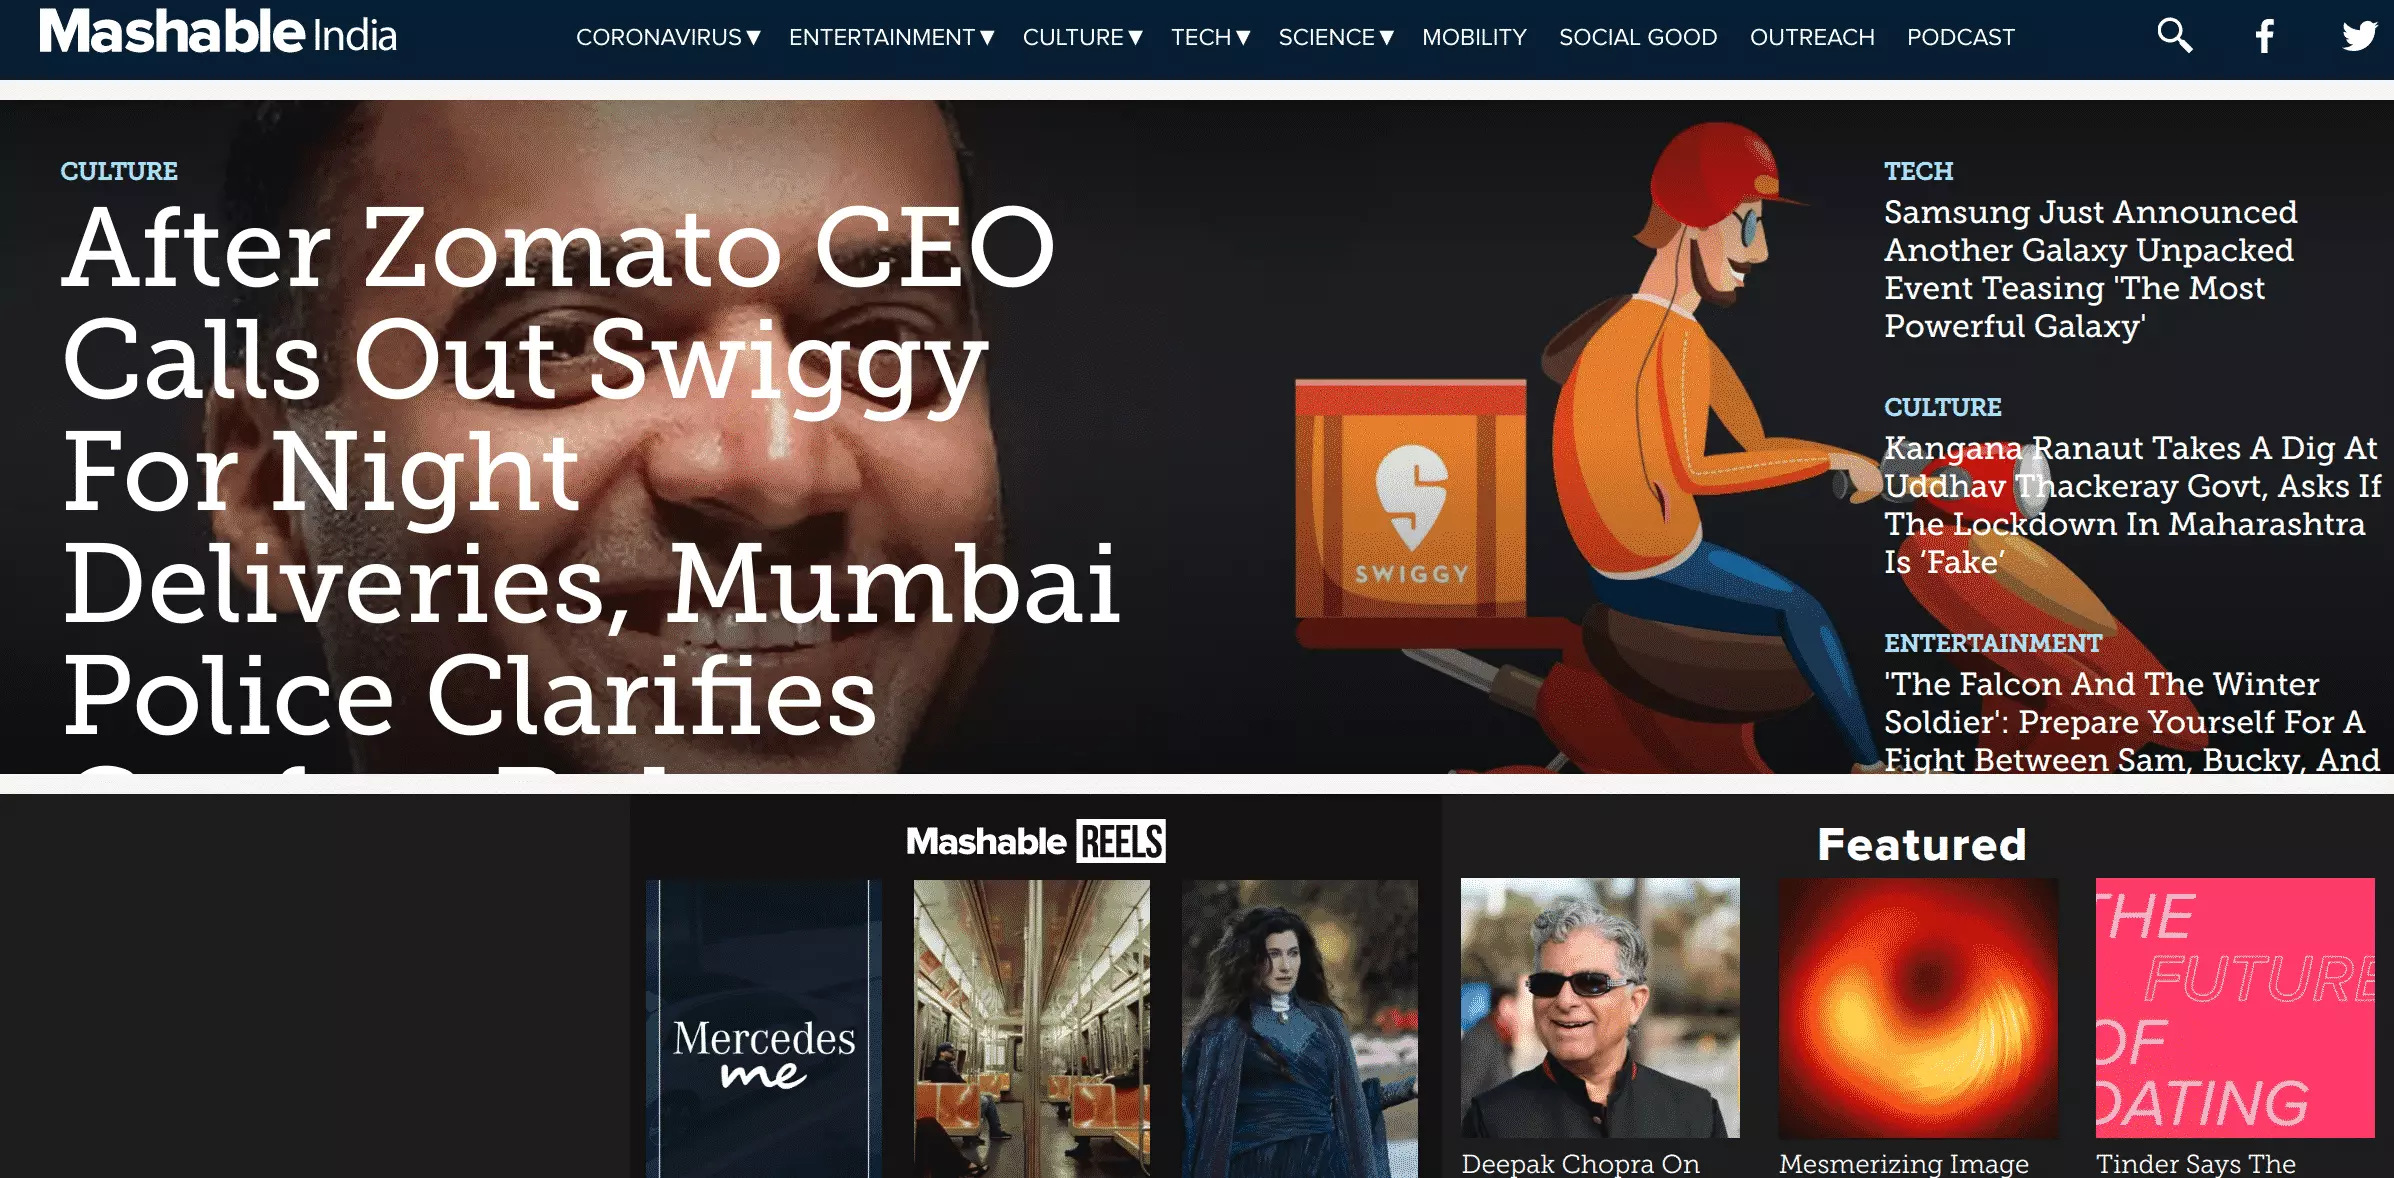 Mashable India
CORONAVIRUS▼ ENTERTAINMENT▼ CULTURE▼ TECH▼ SCIENCE▼ MOBILITY SOCIAL GOOD OUTREACH PODCAST
CULTURE
After Zomato CEO
Calls Out Swiggy
For Night
Deliveries, Mumbai
Police Clarifies
SWIGGY
TECH
Samsung Just Announced
Another Galaxy Unpacked
Event Teasing 'The Most
Powerful Galaxy'
CULTURE
Kangana Ranaut Takes A Dig At
Uddhav Thackeray Govt, Asks If
The Lockdown In Maharashtra
Is ‘Fake’
ENTERTAINMENT
'The Falcon And The Winter
Soldier': Prepare Yourself For A
Fight Between Sam, Bucky, And
Mashable REELS
Mercedes
me
Featured
THE
FUTURE
OF
DATING
Deepak Chopra On
Mesmerizing Image
Tinder Says The